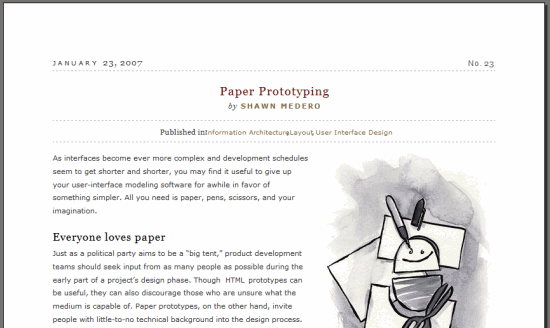 JANUARY 23, 2007
No. 23
Paper Prototyping
by SHAWN MEDERO
Published in: Information Architecture, Layout, User Interface Design
As interfaces become ever more complex and development schedules
seem to get shorter and shorter, you may find it useful to give up
your user-interface modeling software for awhile in favor of
something simpler. All you need is paper, pens, scissors, and your
imagination.
Everyone loves paper
Just as a political party aims to be a “big tent,” product development
teams should seek input from as many people as possible during the
early part of a project's design phase. Though HTML prototypes can
be useful, they can also discourage those who are unsure what the
medium is capable of. Paper prototypes, on the other hand, invite
people with little-to-no technical background into the design process.